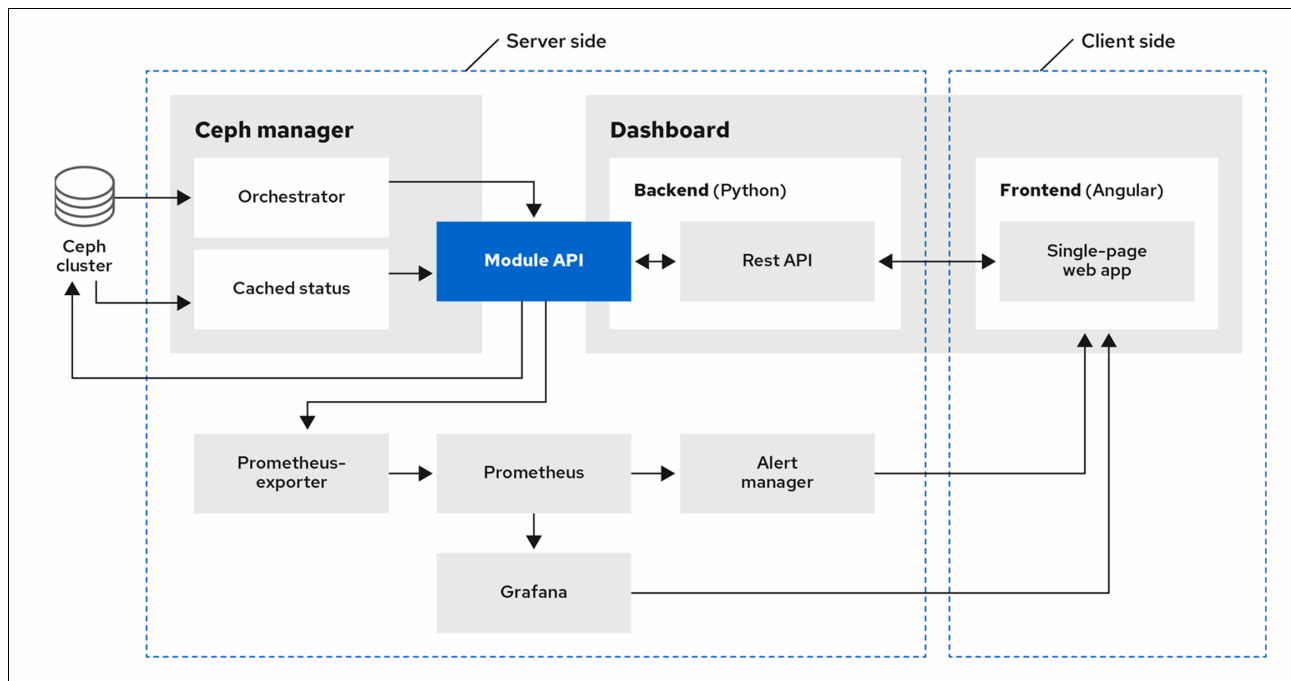 Server side
Client side
Ceph manager
Dashboard
Orchestrator
Backend (Python)
Frontend (Angular)
Ceph
cluster
Module API
Rest API
Single-page
web app
Cached status
Prometheus-
exporter
Prometheus
Alert
manager
Grafana